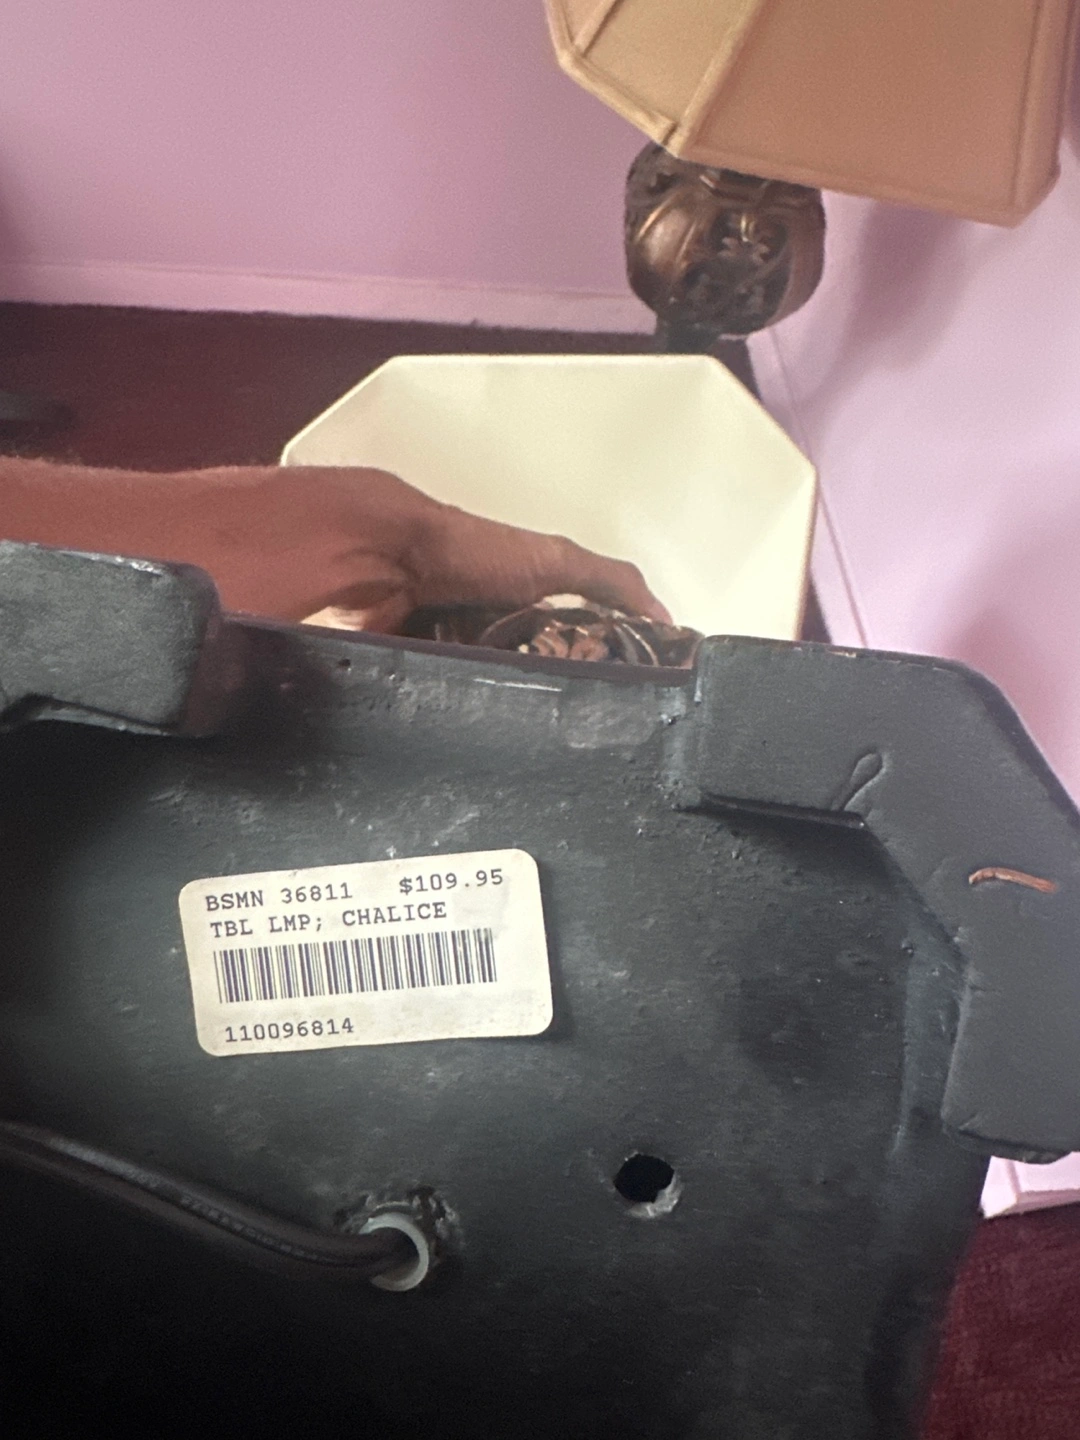 BSMN 36811 $109.95
TBL LMP; CHALICE
110096814